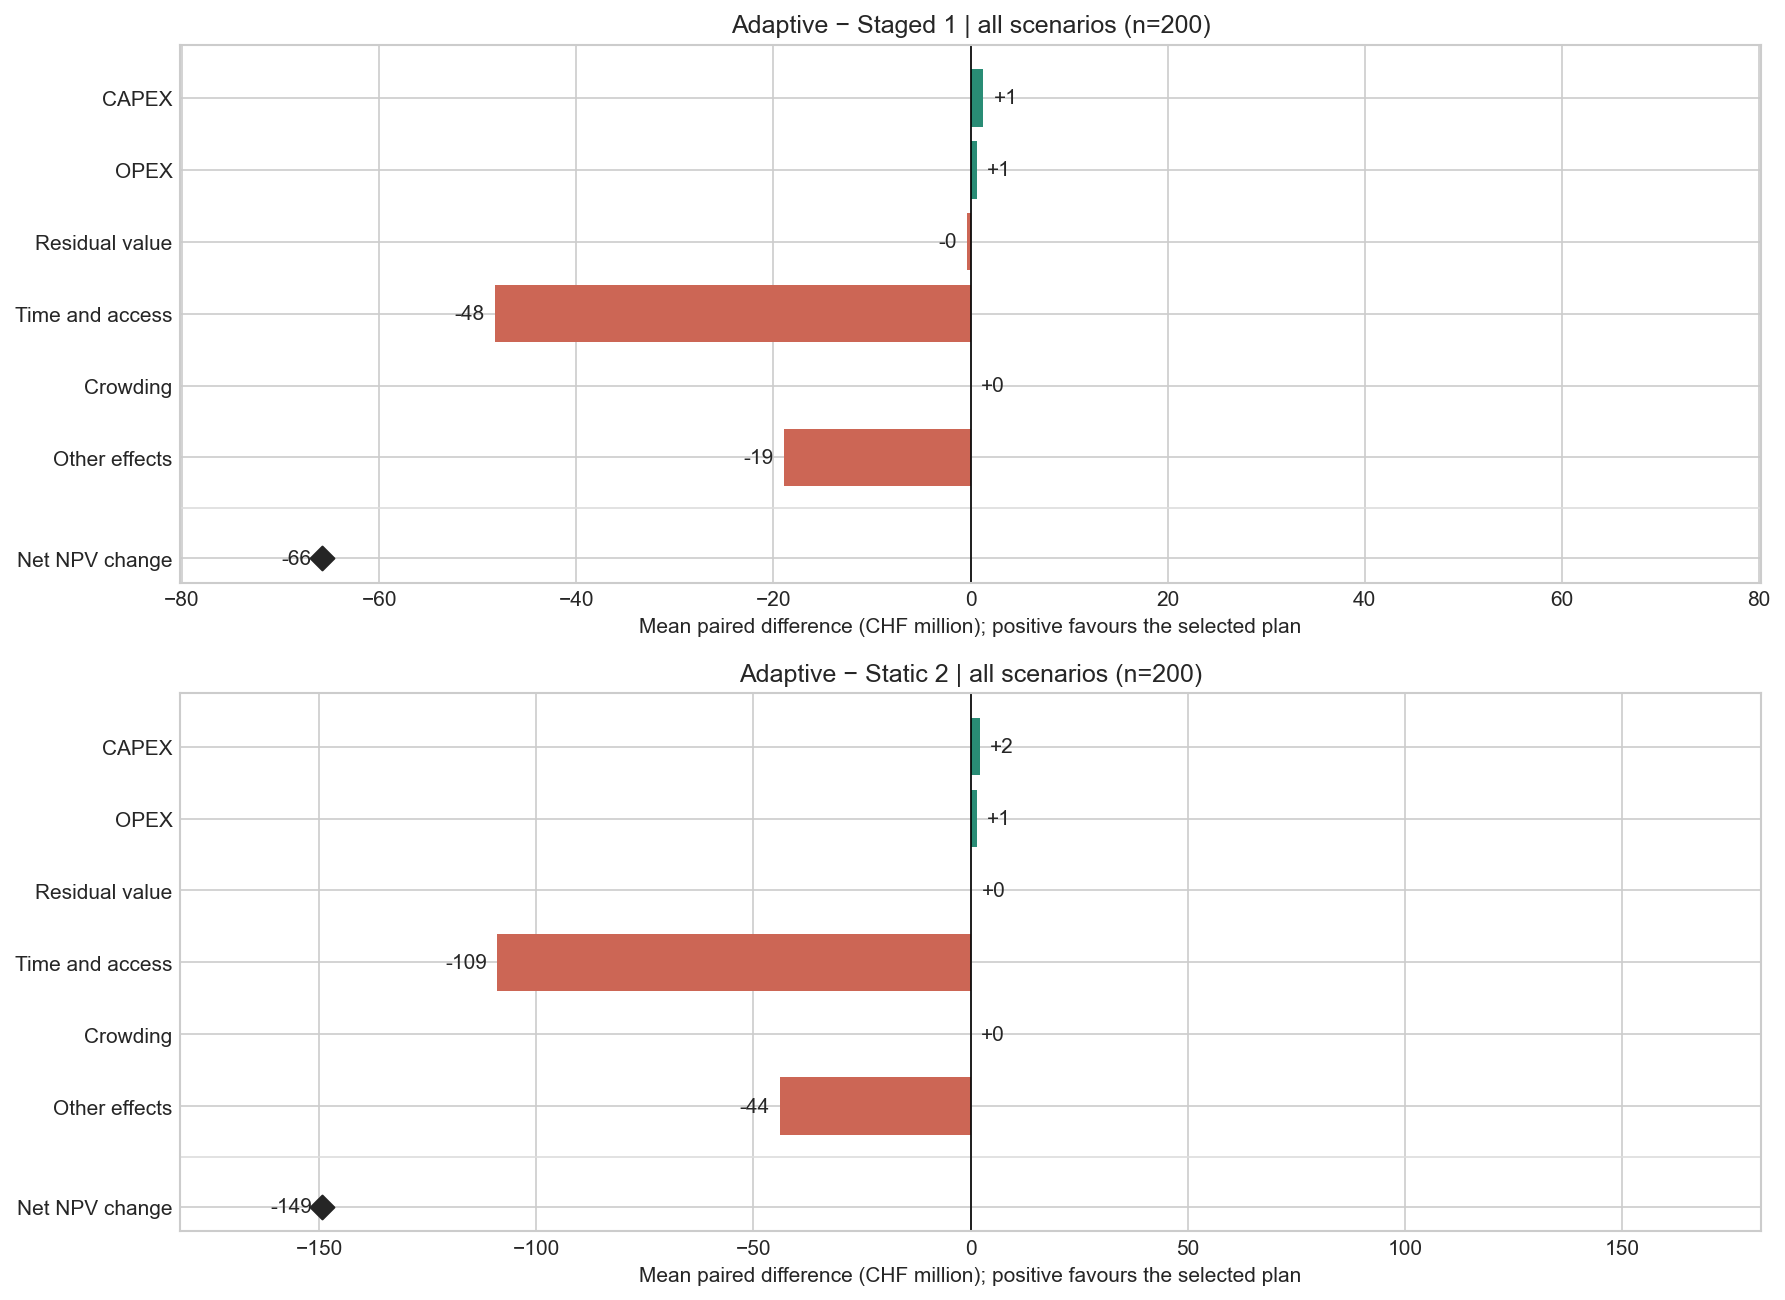 Adaptive − Staged 1 | all scenarios (n=200)
CAPEX
+1
OPEX
+1
Residual value
-0
Time and access
-48
Crowding
+0
Other effects
-19
Net NPV change
-66
−80 −60 −40 −20 0 20 40 60 80
Mean paired difference (CHF million); positive favours the selected plan
Adaptive − Static 2 | all scenarios (n=200)
CAPEX
+2
OPEX
+1
Residual value
+0
Time and access
-109
Crowding
+0
Other effects
-44
Net NPV change
-149
−150 −100 −50 0 50 100 150
Mean paired difference (CHF million); positive favours the selected plan